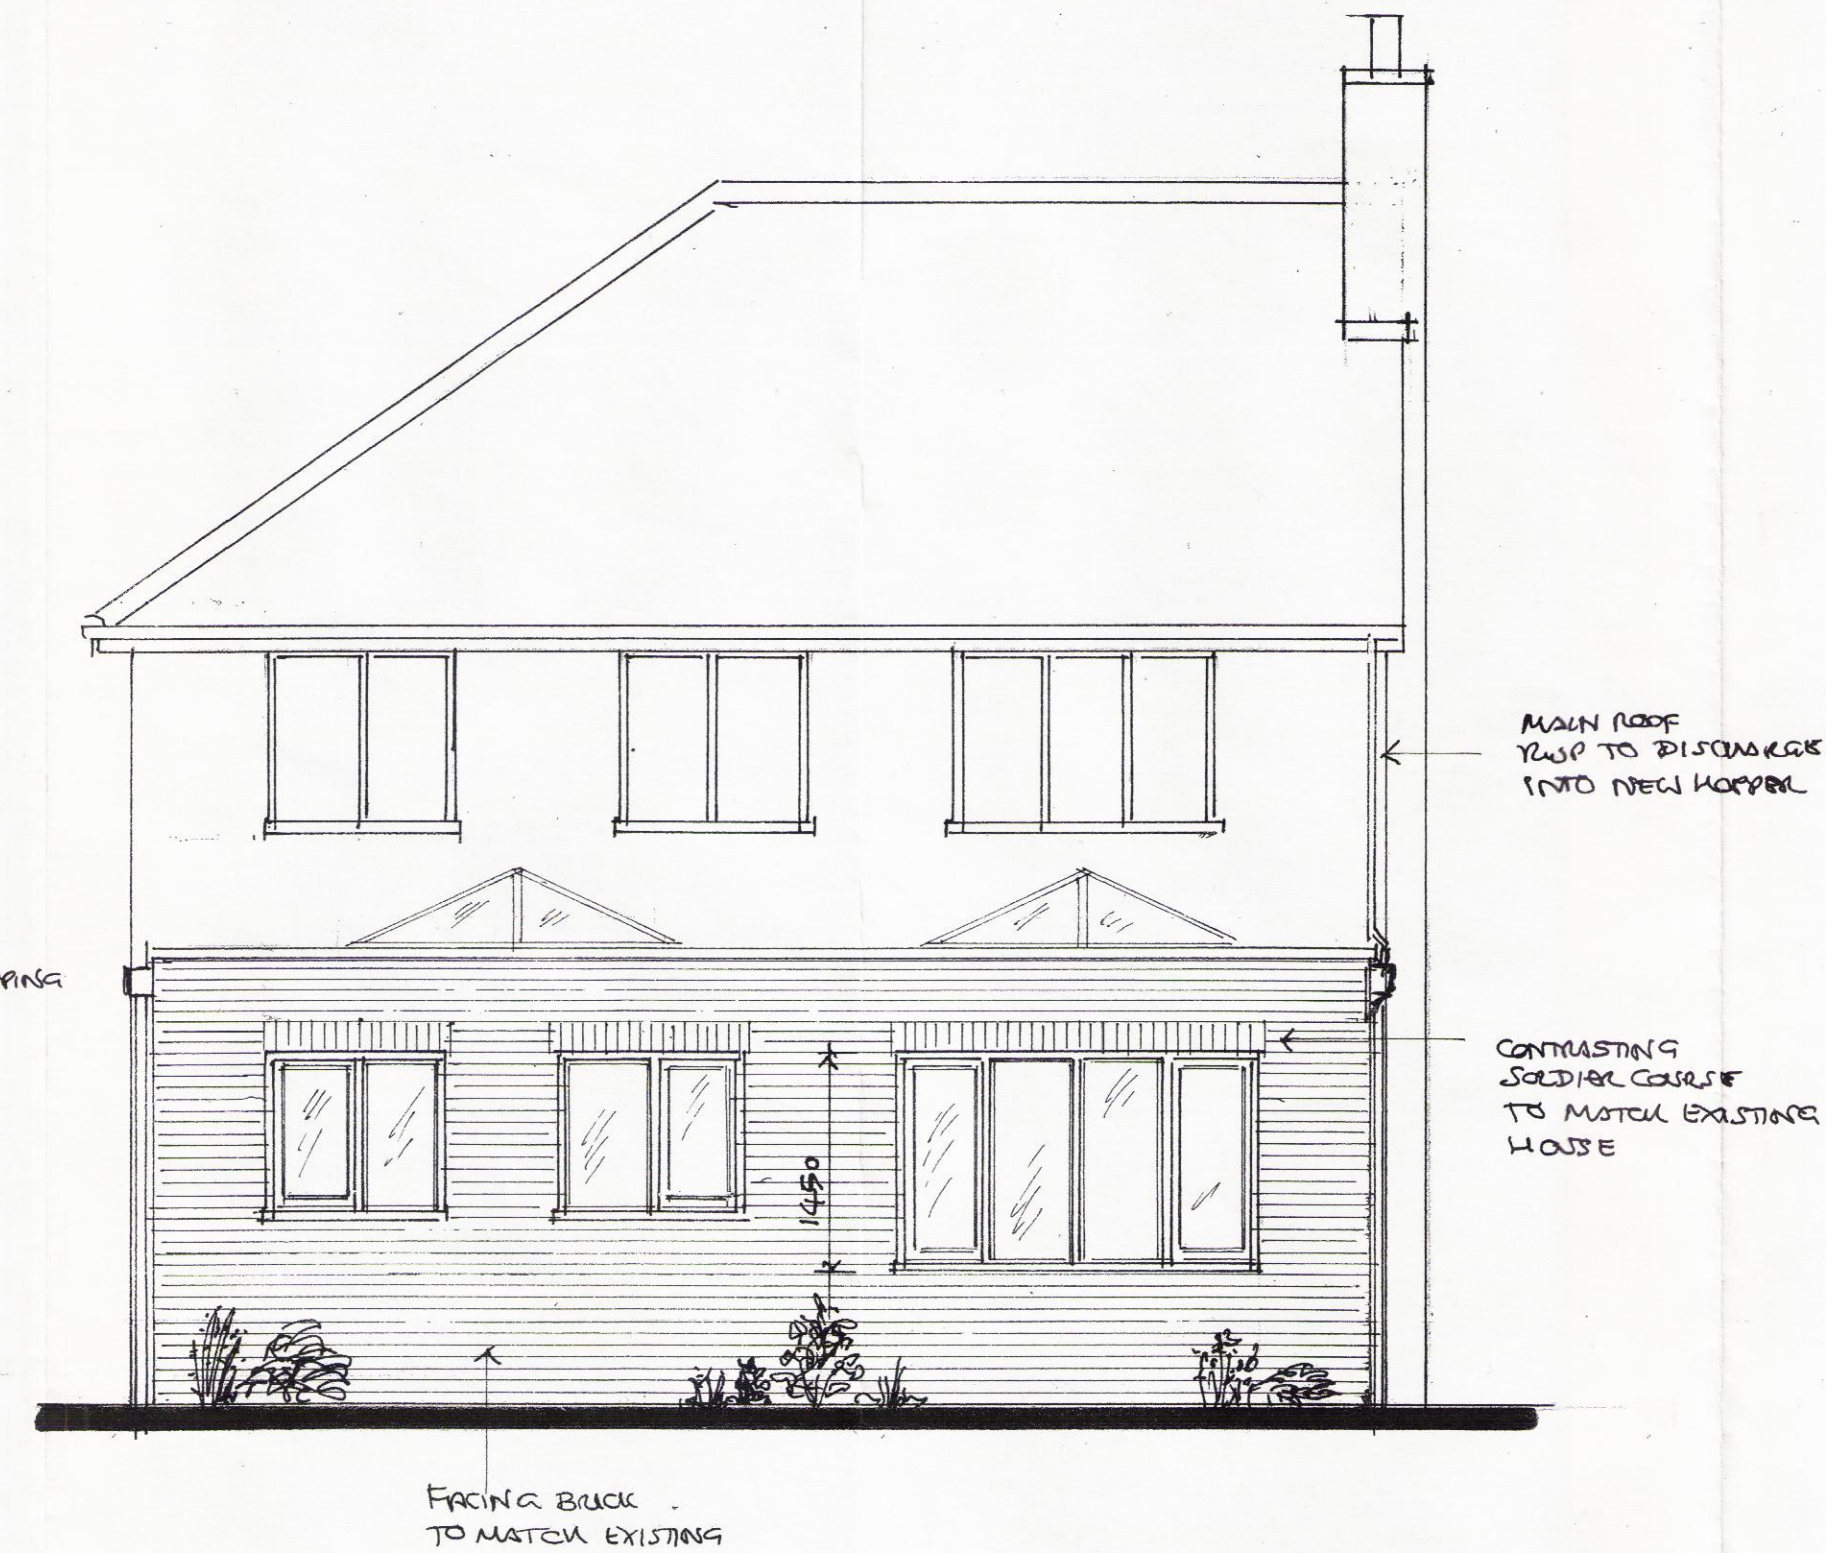 MAIN ROOF
RWP TO DISCHARGE
INTO NEW HOPPER
PING
CONTRASTING
SOLDIER COURSE
TO MATCH EXISTING
HOUSE
1450
FACING BRICK.
TO MATCH EXISTING